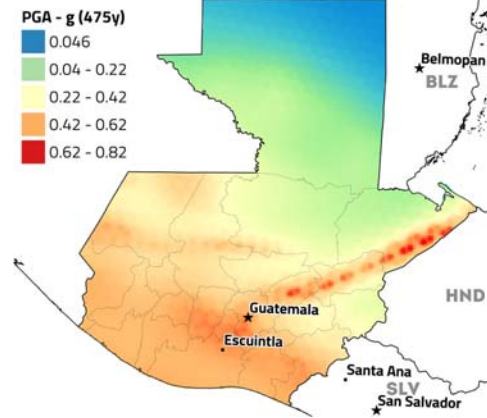 PGA - g (475y)
0.046
0.04 - 0.22
0.22 - 0.42
0.42 - 0.62
0.62 - 0.82
Belmopan
BLZ
HND
Guatemala
Escuintla
Santa Ana
SLV
San Salvador